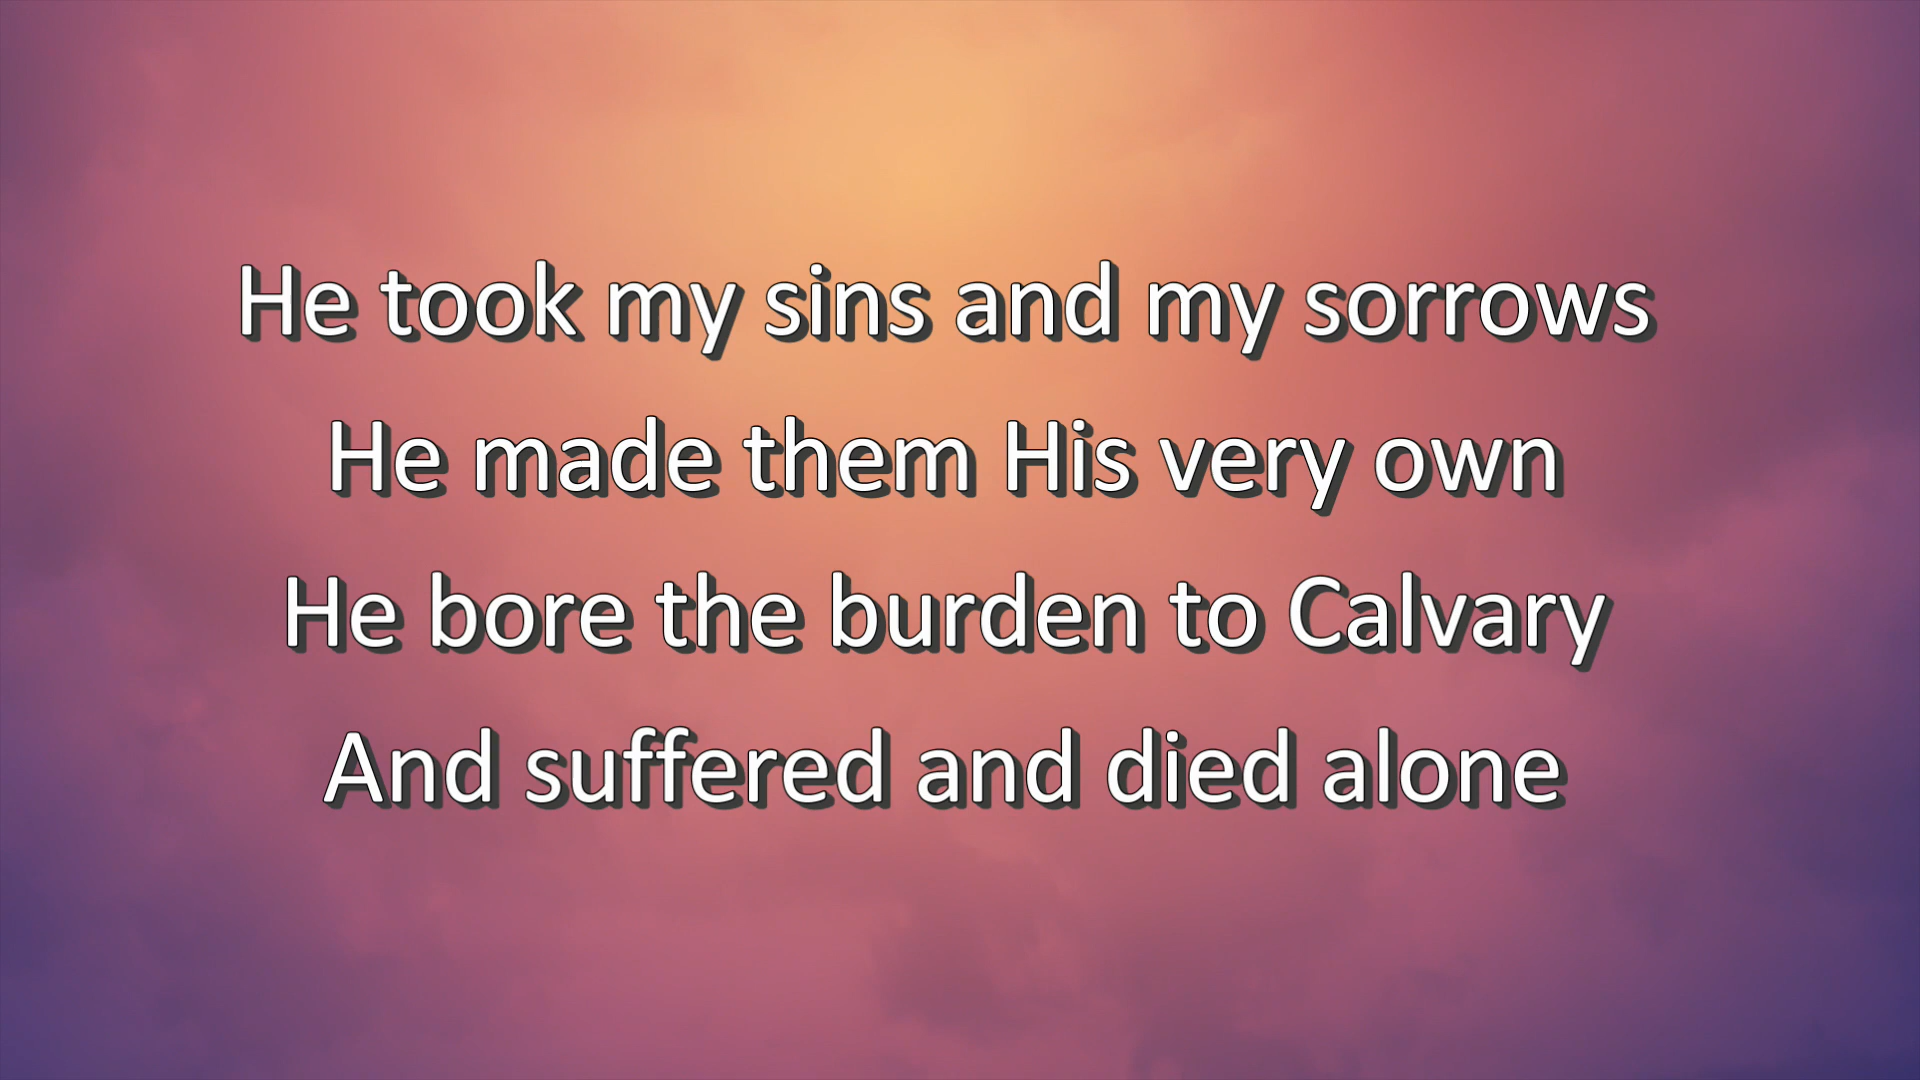 He took my sins and my sorrows
He made them His very own
He bore the burden to Calvary
And suffered and died alone